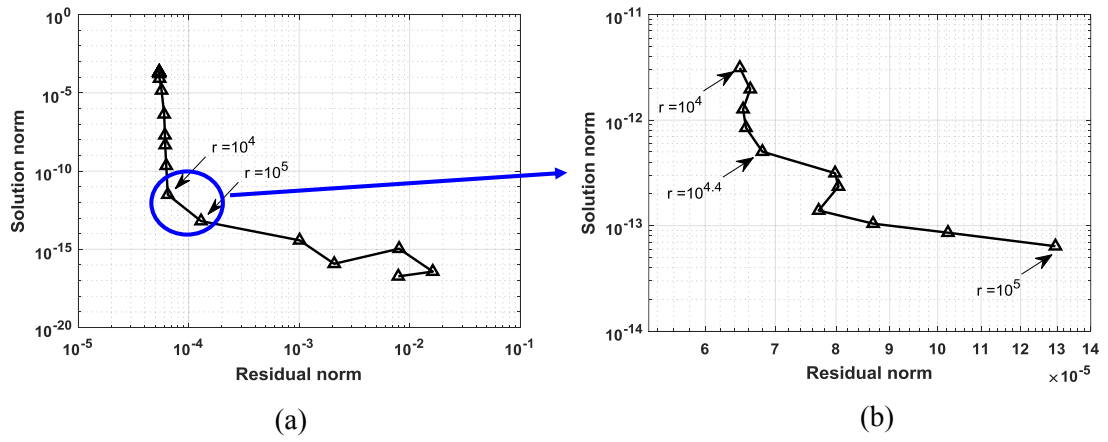 10^0
10^-5
10^-10
10^-15
10^-20
Solution norm
r =10^4
r =10^5
10^-5
10^-4
10^-3
10^-2
10^-1
Residual norm
(a)
10^-11
10^-12
10^-13
10^-14
Solution norm
r =10^4
r =10^4.4
r =10^5
6 7 8 9 10 11 12 13 14
Residual norm
×10^-5
(b)